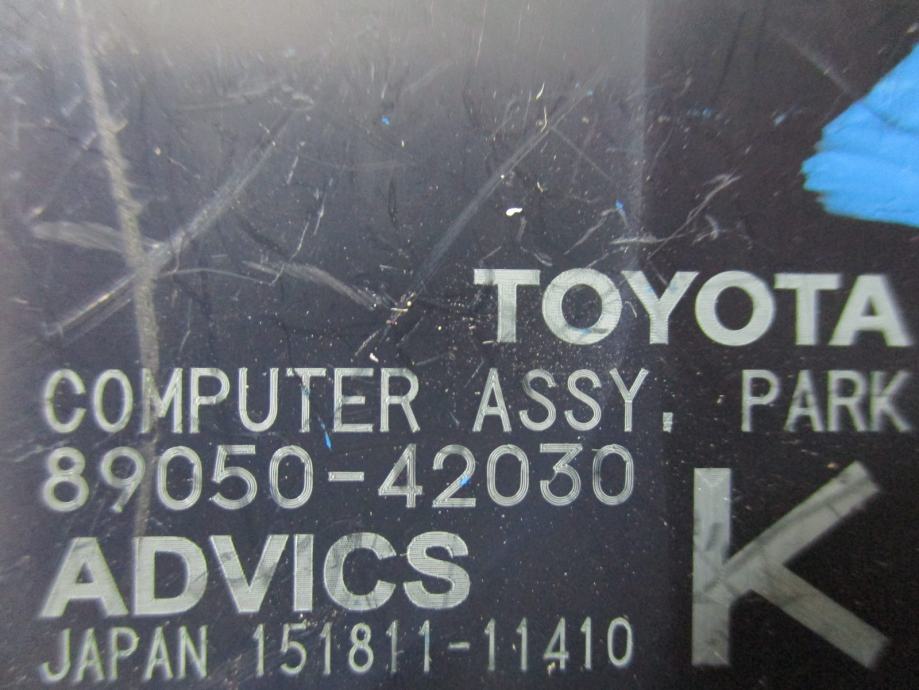 TOYOTA
COMPUTER ASSY. PARK
89050-42030
K
ADVICS
JAPAN 151811-11410